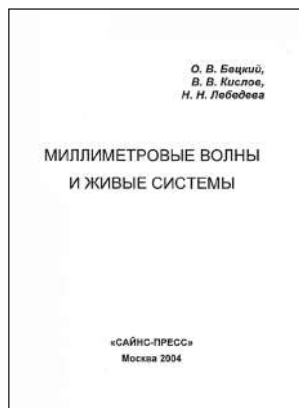 О. В. Бецкий,
В. В. Кислов,
Н. Н. Лебедева
МИЛЛИМЕТРОВЫЕ ВОЛНЫ
И ЖИВЫЕ СИСТЕМЫ
«САЙНС-ПРЕСС»
Москва 2004